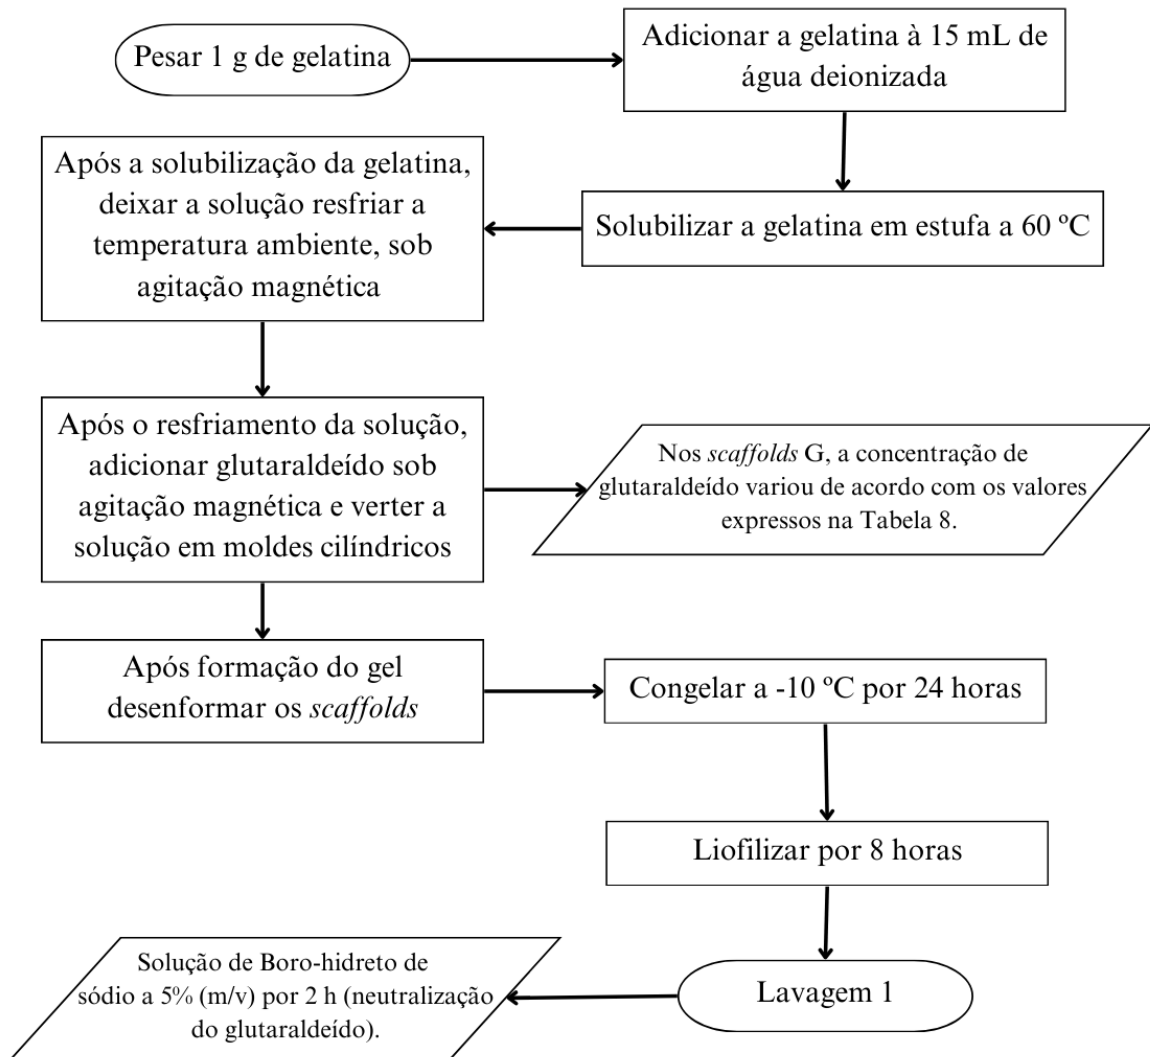 Pesar 1 g de gelatina
Adicionar a gelatina à 15 mL de
água deionizada
Solubilizar a gelatina em estufa a 60 ºC
Após a solubilização da gelatina,
deixar a solução resfriar a
temperatura ambiente, sob
agitação magnética
Após o resfriamento da solução,
adicionar glutaraldeído sob
agitação magnética e verter a
solução em moldes cilíndricos
Nos scaffolds G, a concentração de
glutaraldeído variou de acordo com os valores
expressos na Tabela 8.
Após formação do gel
desenformar os scaffolds
Congelar a -10 ºC por 24 horas
Liofilizar por 8 horas
Lavagem 1
Solução de Boro-hidreto de
sódio a 5% (m/v) por 2 h (neutralização
do glutaraldeído).